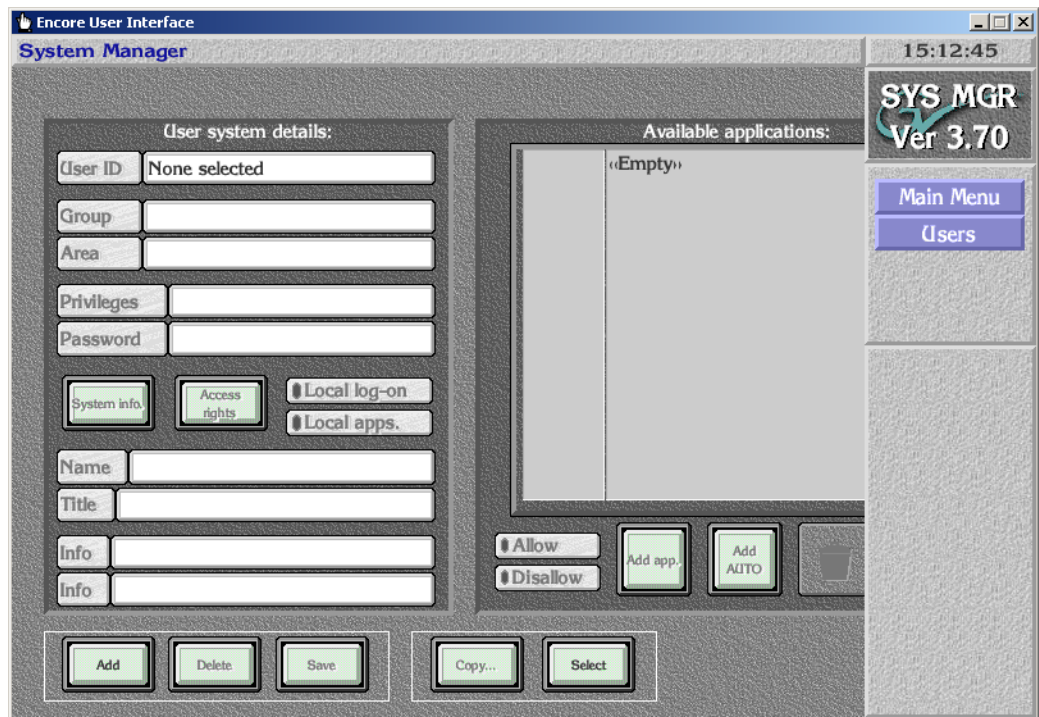 Encore User Interface
System Manager
15:12:45
SYS MGR
Ver 3.70
Main Menu
Users
User system details:
User ID
None selected
Group
Area
Privileges
Password
System info.
Access
rights
Local log-on
Local apps.
Name
Title
Info
Info
Available applications:
‹‹Empty››
Allow
Disallow
Add app.
Add
AUTO
Add
Delete
Save
Copy...
Select